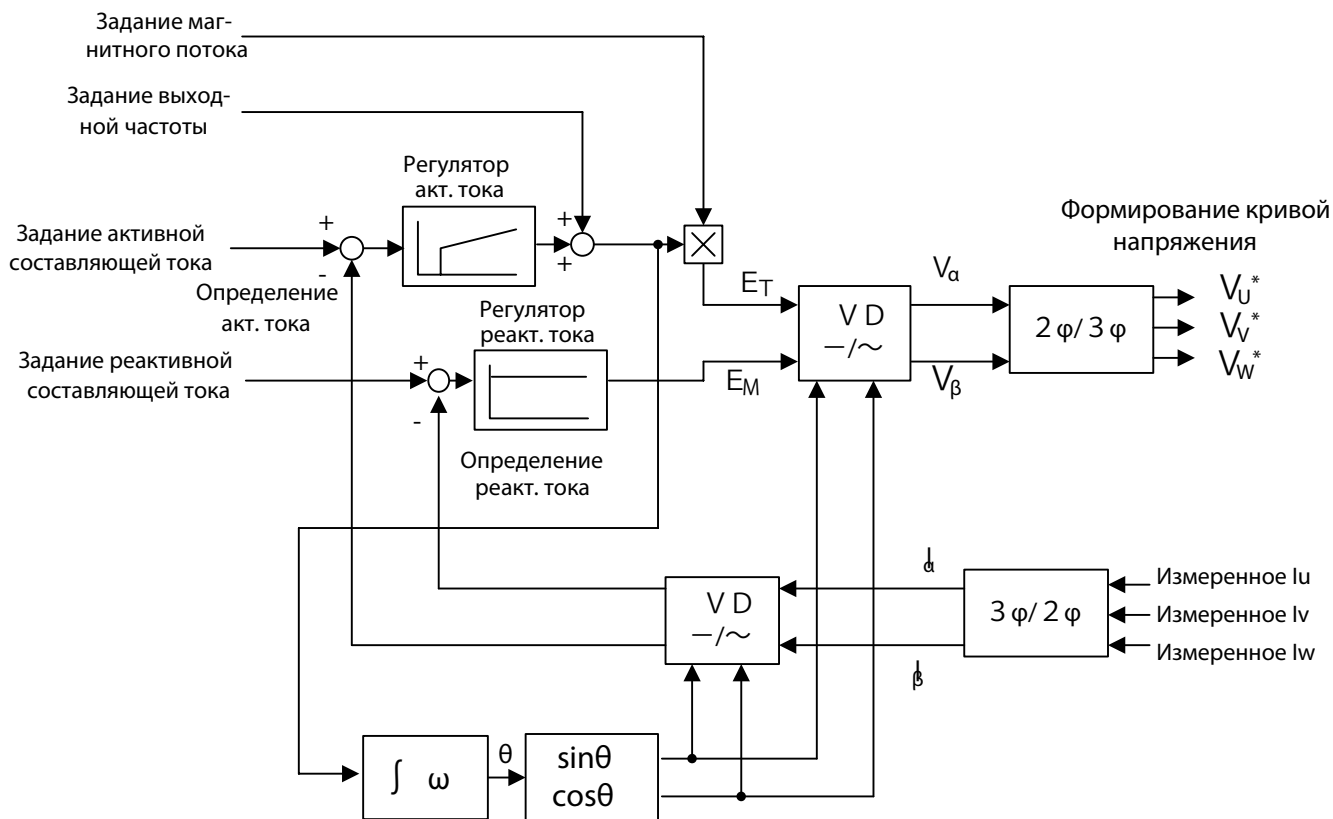 Задание маг-
нитного потока
Задание выход-
ной частоты
Регулятор
акт. тока
Задание активной
составляющей тока
+
-
+
+
Определение
акт. тока
Формирование кривой
напряжения
E_T
V_α
V D
−/~
2 φ/ 3 φ
V_U*
V_V*
V_W*
Регулятор
реакт. тока
Задание реактивной
составляющей тока
+
-
E_M
V_β
Определение
реакт. тока
I_α
V D
−/~
3 φ/ 2 φ
Измеренное Iu
Измеренное Iv
Измеренное Iw
I_β
∫ ω
θ
sinθ
cosθ